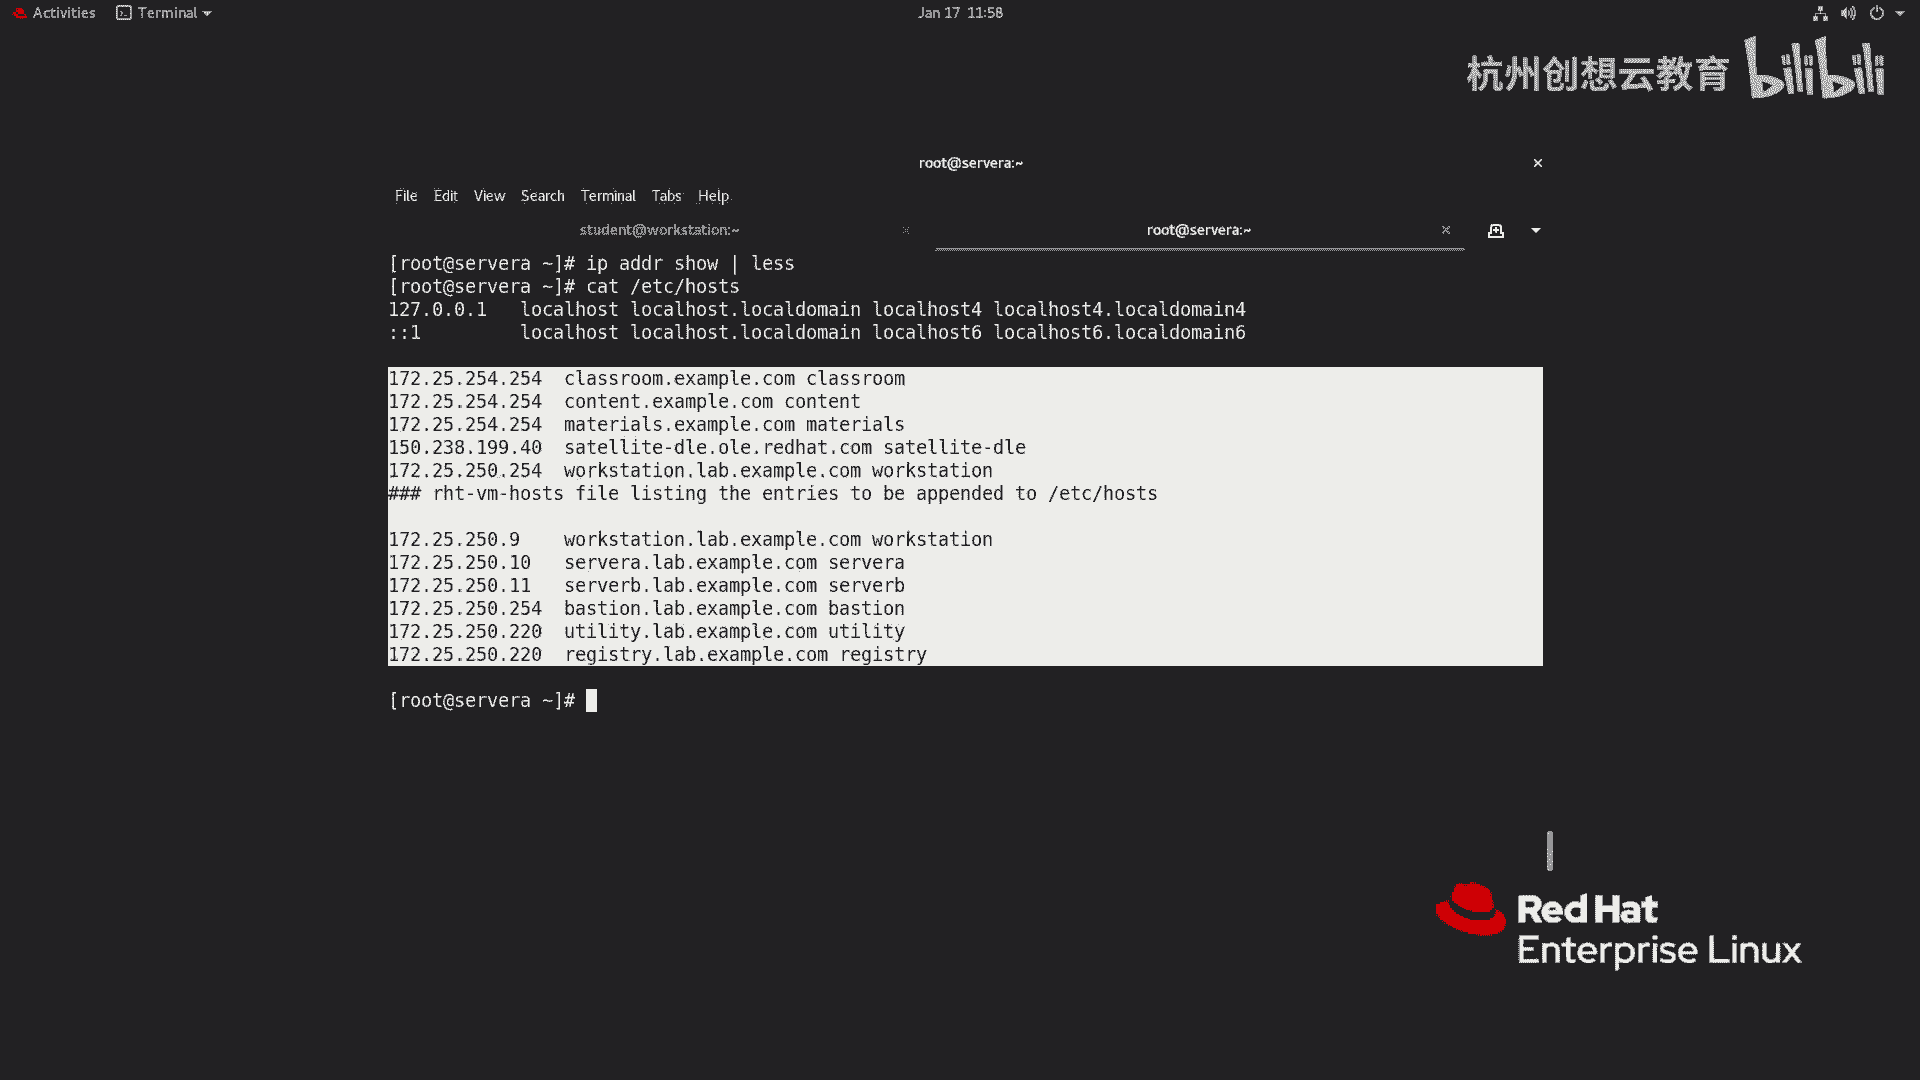 Activities Terminal Jan 17 11:58
杭州创想云教育 bilibili
root@servera:~
File Edit View Search Terminal Tabs Help
student@workstation:~ root@servera:~
[root@servera ~]# ip addr show | less
[root@servera ~]# cat /etc/hosts
127.0.0.1   localhost localhost.localdomain localhost4 localhost4.localdomain4
::1         localhost localhost.localdomain localhost6 localhost6.localdomain6
172.25.254.254  classroom.example.com classroom
172.25.254.254  content.example.com content
172.25.254.254  materials.example.com materials
150.238.199.40  satellite-dle.ole.redhat.com satellite-dle
172.25.250.254  workstation.lab.example.com workstation
### rht-vm-hosts file listing the entries to be appended to /etc/hosts
172.25.250.9    workstation.lab.example.com workstation
172.25.250.10   servera.lab.example.com servera
172.25.250.11   serverb.lab.example.com serverb
172.25.250.254  bastion.lab.example.com bastion
172.25.250.220  utility.lab.example.com utility
172.25.250.220  registry.lab.example.com registry
[root@servera ~]#
Red Hat
Enterprise Linux